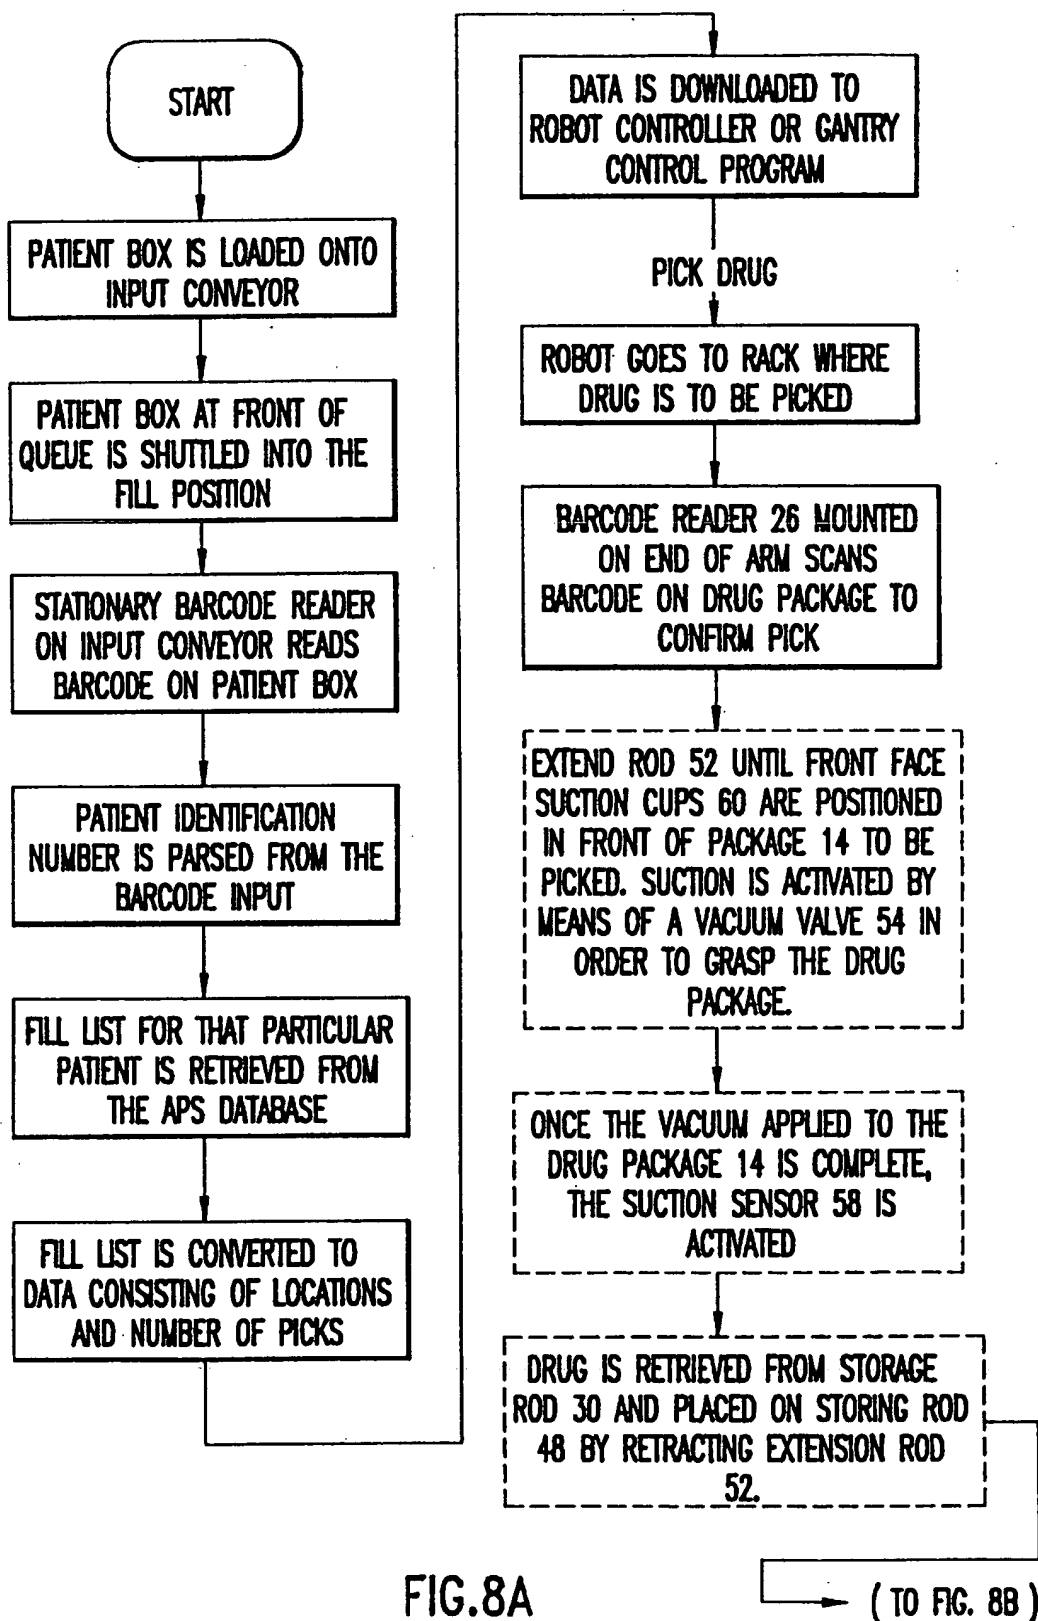 START
PATIENT BOX IS LOADED ONTO
INPUT CONVEYOR
PATIENT BOX AT FRONT OF
QUEUE IS SHUTTLED INTO THE
FILL POSITION
STATIONARY BARCODE READER
ON INPUT CONVEYOR READS
BARCODE ON PATIENT BOX
PATIENT IDENTIFICATION
NUMBER IS PARSED FROM THE
BARCODE INPUT
FILL LIST FOR THAT PARTICULAR
PATIENT IS RETRIEVED FROM
THE APS DATABASE
FILL LIST IS CONVERTED TO
DATA CONSISTING OF LOCATIONS
AND NUMBER OF PICKS
DATA IS DOWNLOADED TO
ROBOT CONTROLLER OR GANTRY
CONTROL PROGRAM
PICK DRUG
ROBOT GOES TO RACK WHERE
DRUG IS TO BE PICKED
BARCODE READER 26 MOUNTED
ON END OF ARM SCANS
BARCODE ON DRUG PACKAGE TO
CONFIRM PICK
EXTEND ROD 52 UNTIL FRONT FACE
SUCTION CUPS 60 ARE POSITIONED
IN FRONT OF PACKAGE 14 TO BE
PICKED. SUCTION IS ACTIVATED BY
MEANS OF A VACUUM VALVE 54 IN
ORDER TO GRASP THE DRUG
PACKAGE.
ONCE THE VACUUM APPLIED TO THE
DRUG PACKAGE 14 IS COMPLETE,
THE SUCTION SENSOR 58 IS
ACTIVATED
DRUG IS RETRIEVED FROM STORAGE
ROD 30 AND PLACED ON STORING ROD
48 BY RETRACTING EXTENSION ROD
52.
(TO FIG. 8B)
FIG.8A